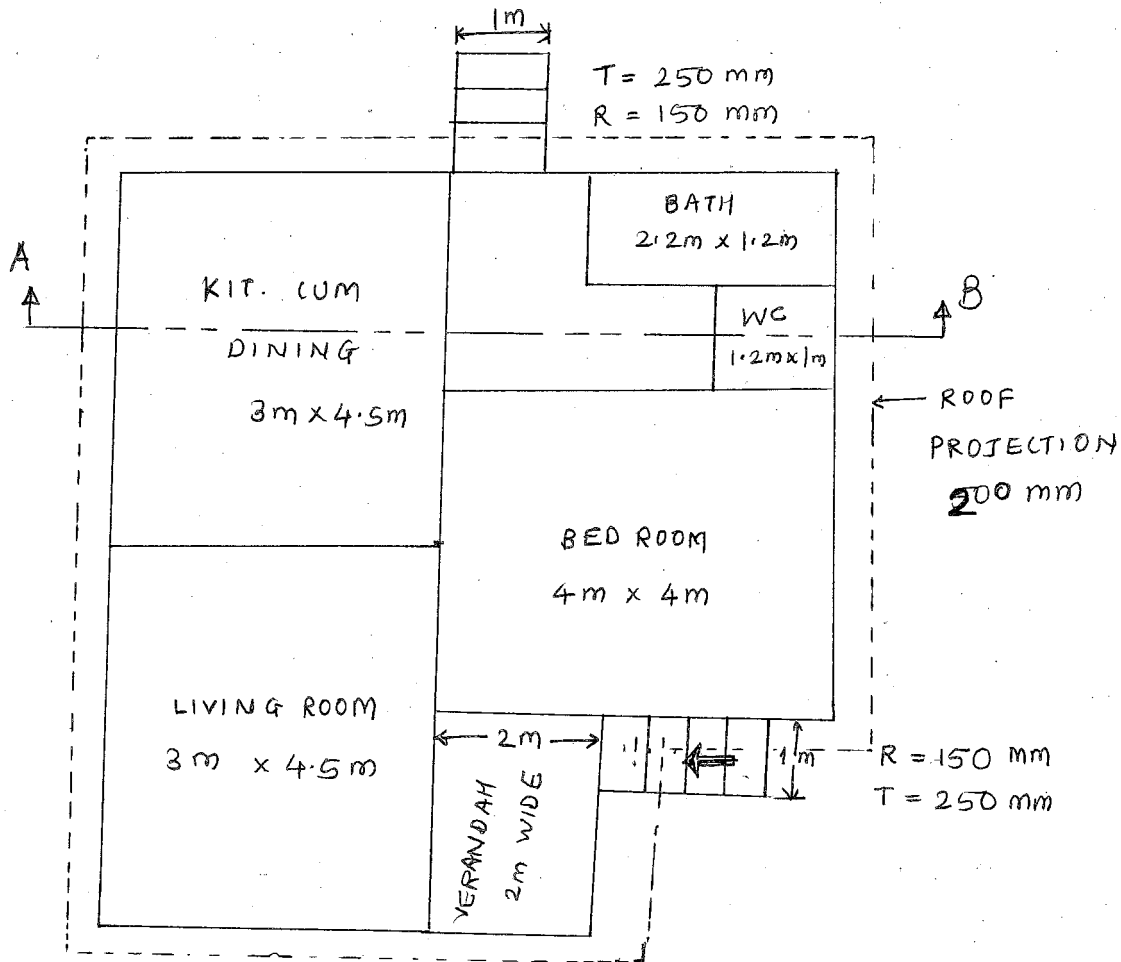 1m
T = 250 mm
R = 150 mm
BATH
2.2m x 1.2m
A
B
KIT. CUM
DINING
3m x 4.5m
WC
1.2m x 1m
ROOF
PROJECTION
200 mm
BED ROOM
4m x 4m
LIVING ROOM
3m x 4.5m
2m
VERANDAH
2m WIDE
1m
R = 150 mm
T = 250 mm